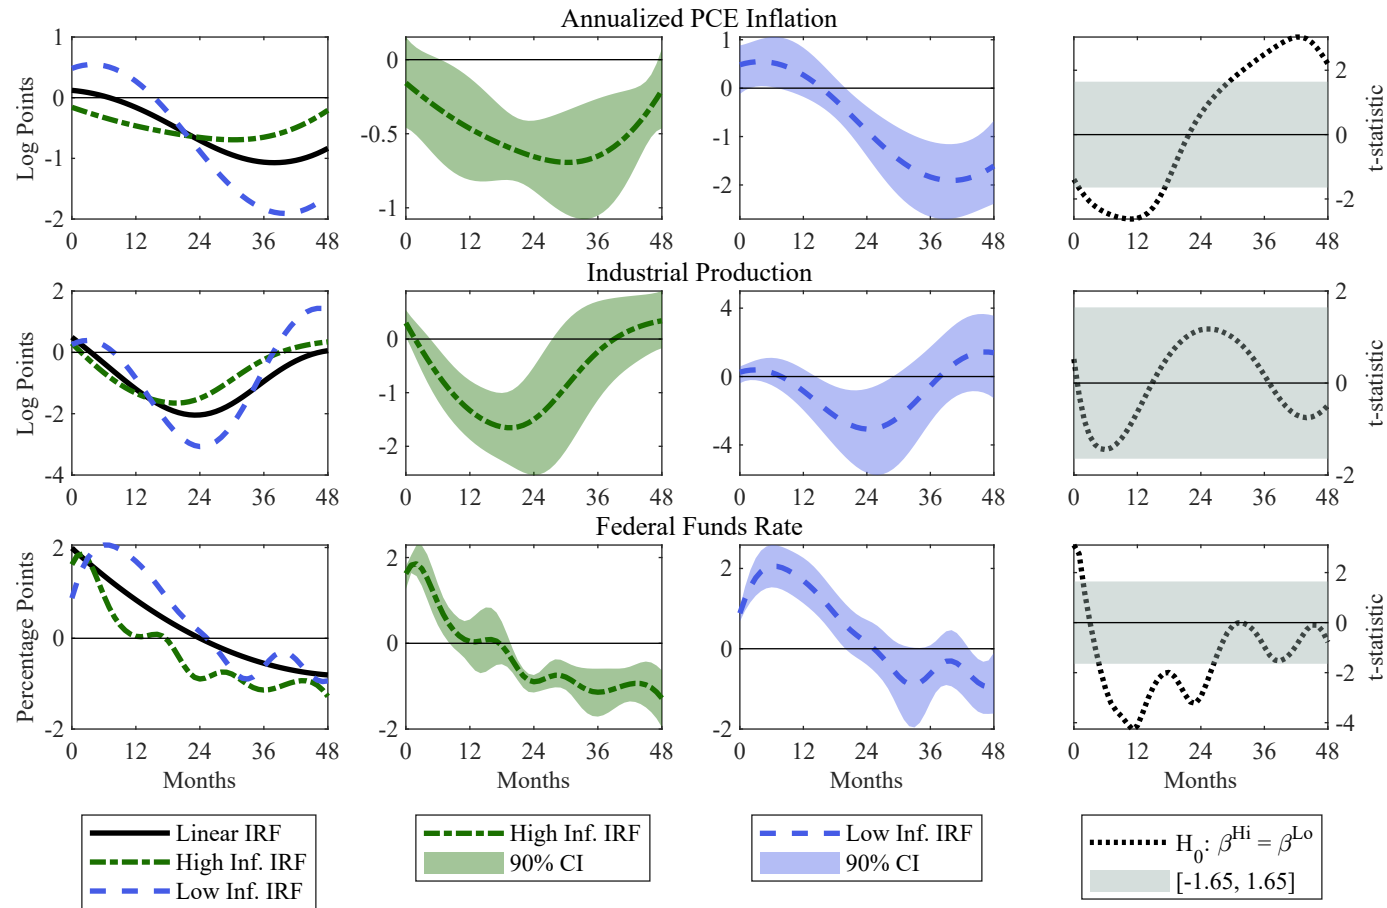 Annualized PCE Inflation
Log Points
1
0
-1
-2
0 12 24 36 48
0
-0.5
-1
0 12 24 36 48
1
0
-1
-2
0 12 24 36 48
2
0
-2
0 12 24 36 48
t-statistic
Industrial Production
Log Points
2
0
-2
-4
0 12 24 36 48
0
-1
-2
0 12 24 36 48
4
0
-4
0 12 24 36 48
2
0
-2
0 12 24 36 48
t-statistic
Federal Funds Rate
Percentage Points
2
0
-2
0 12 24 36 48
Months
2
0
-2
0 12 24 36 48
2
0
-2
0 12 24 36 48
2
0
-2
-4
0 12 24 36 48
Months
t-statistic
Linear IRF
High Inf. IRF
Low Inf. IRF
High Inf. IRF
90% CI
Low Inf. IRF
90% CI
H₀: βᴴⁱ = βᴸᵒ
[-1.65, 1.65]